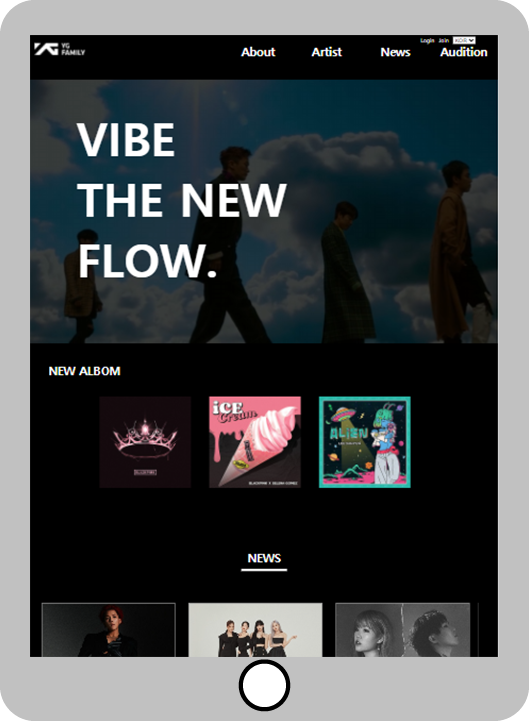 YG
FAMILY
Login Join KOR
About Artist News Audition
VIBE
THE NEW
FLOW.
NEW ALBOM
BLACKPINK
iCE
Cream
BLACKPINK X SELENA GOMEZ
ALiEN
NEWS